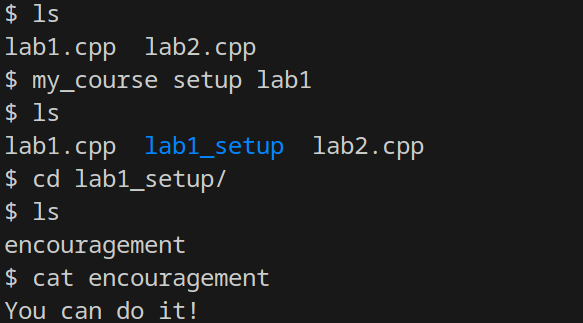 $ ls
lab1.cpp  lab2.cpp
$ my_course setup lab1
$ ls
lab1.cpp  lab1_setup  lab2.cpp
$ cd lab1_setup/
$ ls
encouragement
$ cat encouragement
You can do it!